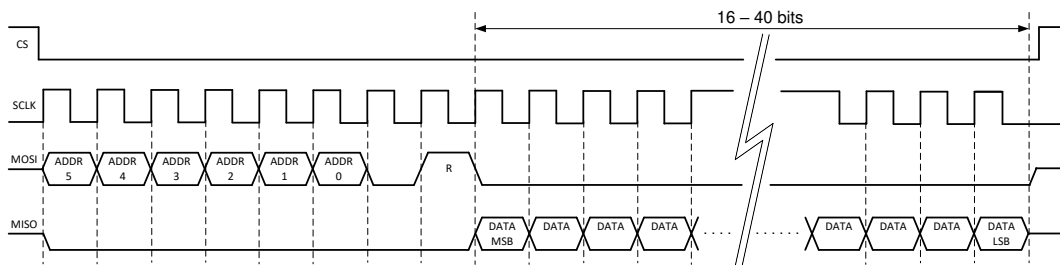 16 – 40 bits
CS
SCLK
MOSI
ADDR
5
ADDR
4
ADDR
3
ADDR
2
ADDR
1
ADDR
0
R
MISO
DATA
MSB
DATA
DATA
DATA
DATA
DATA
DATA
DATA
LSB